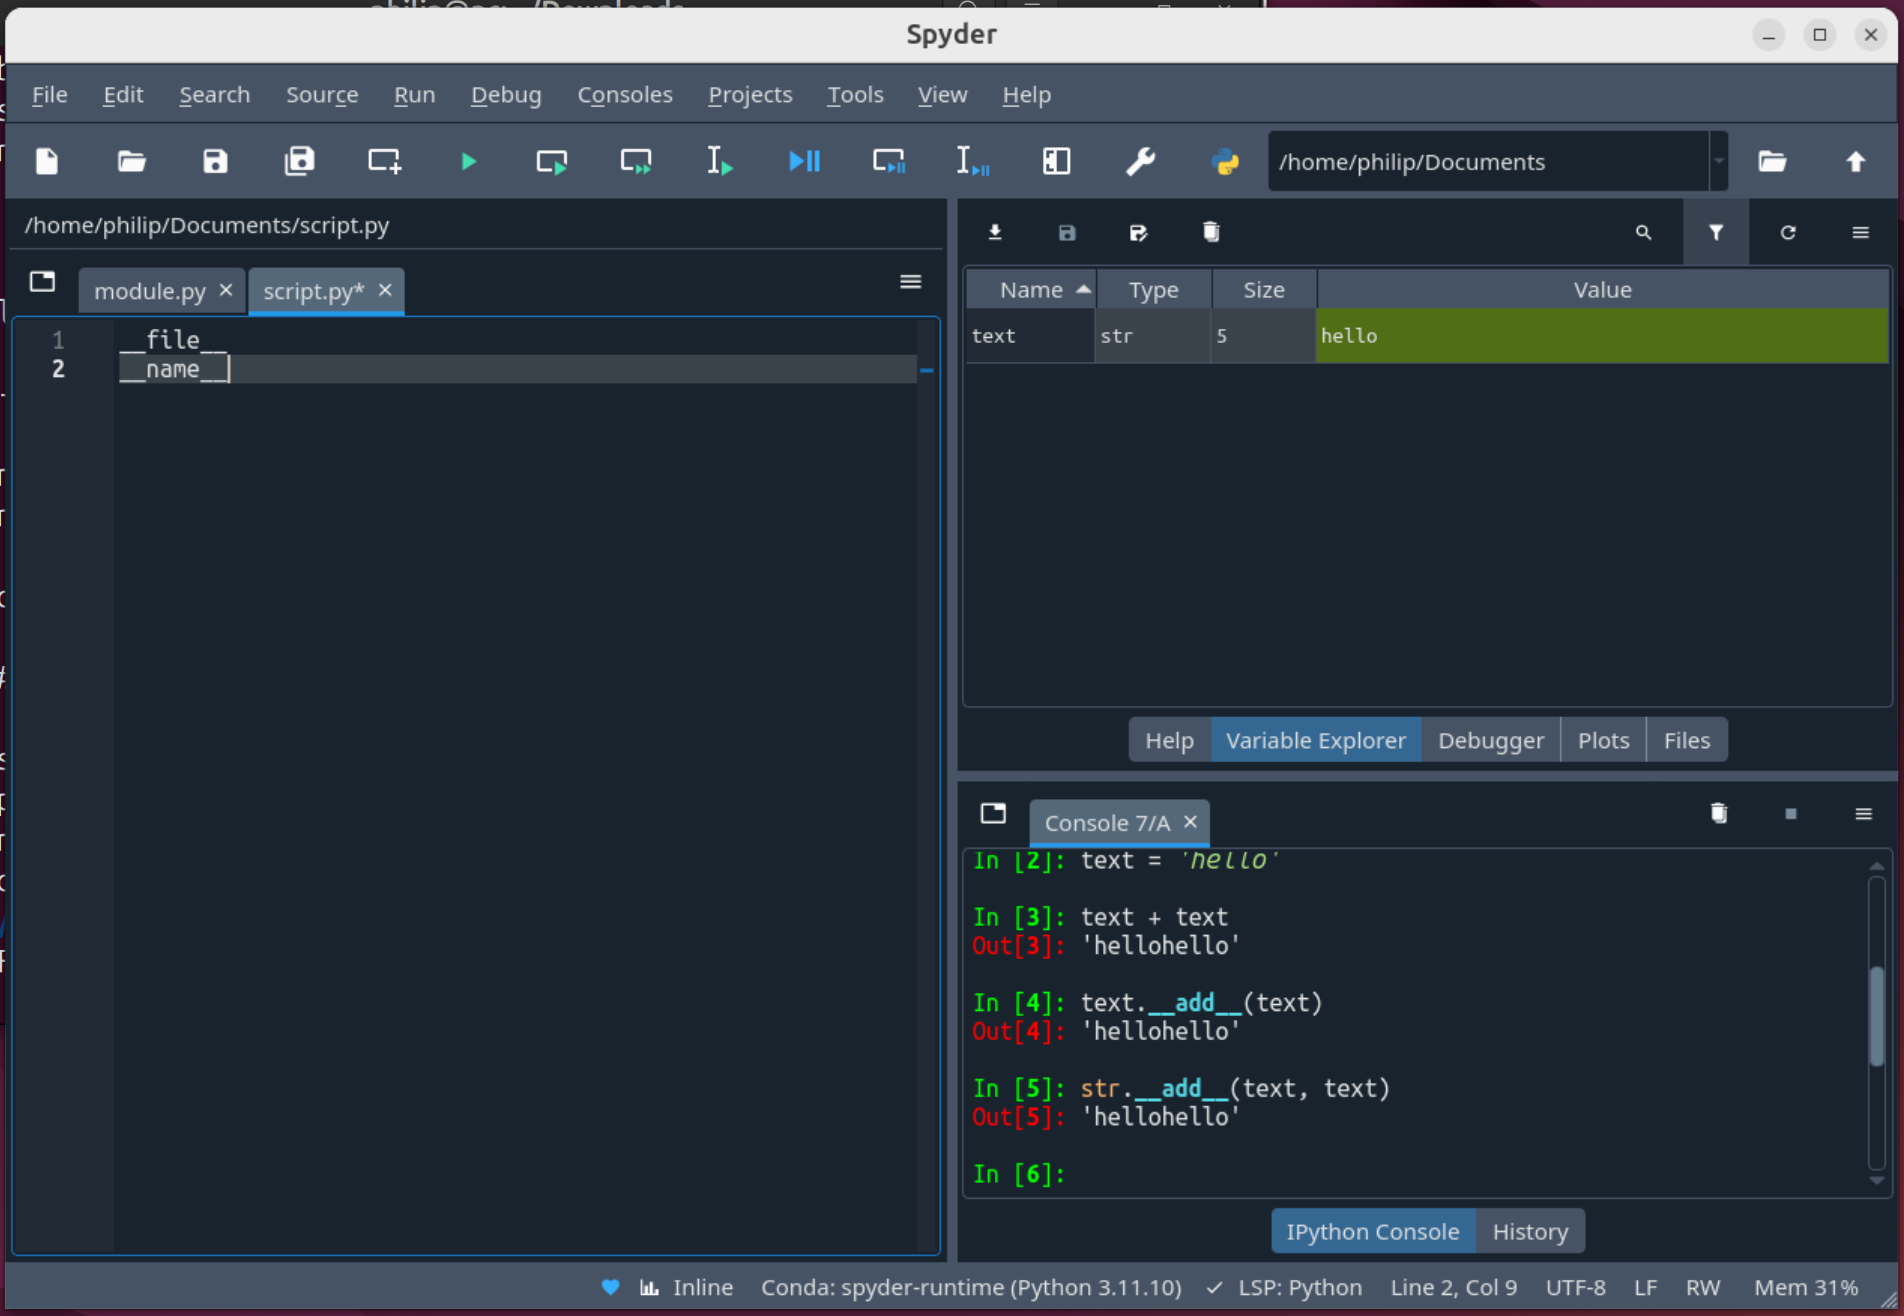 Spyder
File Edit Search Source Run Debug Consoles Projects Tools View Help
/home/philip/Documents
/home/philip/Documents/script.py
module.py script.py*
1 __file__
2 __name__
Name Type Size Value
text str 5 hello
Help Variable Explorer Debugger Plots Files
Console 7/A
In [2]: text = 'hello'
In [3]: text + text
Out[3]: 'hellohello'
In [4]: text.__add__(text)
Out[4]: 'hellohello'
In [5]: str.__add__(text, text)
Out[5]: 'hellohello'
In [6]:
IPython Console History
Inline Conda: spyder-runtime (Python 3.11.10) LSP: Python Line 2, Col 9 UTF-8 LF RW Mem 31%